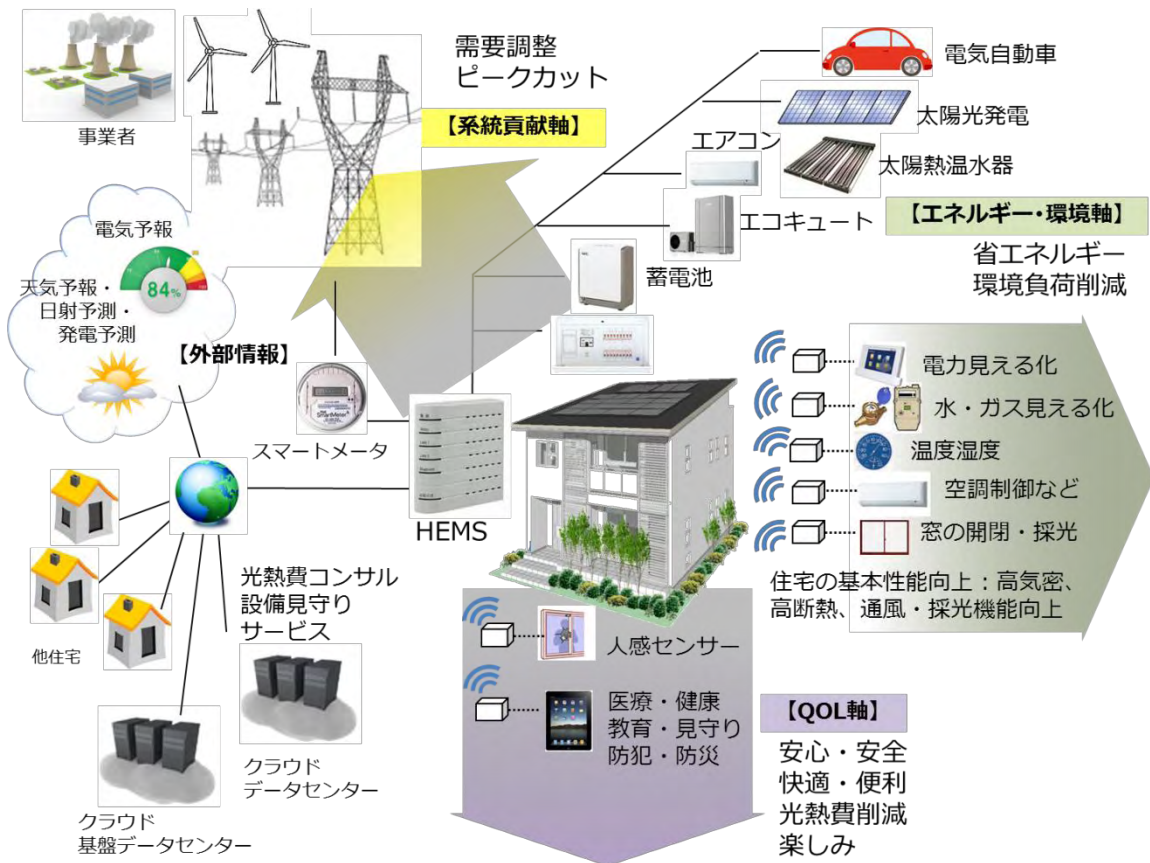 需要調整
ピークカット
【系統貢献軸】
事業者
電気自動車
太陽光発電
エアコン
太陽熱温水器
エコキュート
【エネルギー・環境軸】
省エネルギー
環境負荷削減
蓄電池
電気予報
84%
天気予報・
日射予測・
発電予測
【外部情報】
スマートメータ
HEMS
電力見える化
水・ガス見える化
温度湿度
空調制御など
窓の開閉・採光
住宅の基本性能向上：高気密、
高断熱、通風・採光機能向上
他住宅
光熱費コンサル
設備見守り
サービス
クラウド
データセンター
クラウド
基盤データセンター
人感センサー
医療・健康
教育・見守り
防犯・防災
【QOL軸】
安心・安全
快適・便利
光熱費削減
楽しみ